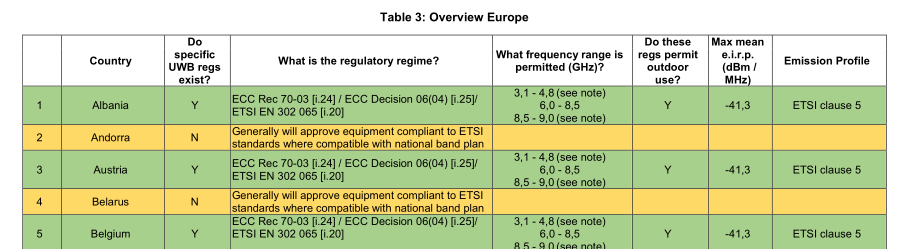 Table 3: Overview Europe
Country
Do specific UWB regs exist?
What is the regulatory regime?
What frequency range is permitted (GHz)?
Do these regs permit outdoor use?
Max mean e.i.r.p. (dBm / MHz)
Emission Profile
1
Albania
Y
ECC Rec 70-03 [i.24] / ECC Decision 06(04) [i.25]/
ETSI EN 302 065 [i.20]
3,1 - 4,8 (see note)
6,0 - 8,5
8,5 - 9,0 (see note)
Y
-41,3
ETSI clause 5
2
Andorra
N
Generally will approve equipment compliant to ETSI
standards where compatible with national band plan
3
Austria
Y
ECC Rec 70-03 [i.24] / ECC Decision 06(04) [i.25]/
ETSI EN 302 065 [i.20]
3,1 - 4,8 (see note)
6,0 - 8,5
8,5 - 9,0 (see note)
Y
-41,3
ETSI clause 5
4
Belarus
N
Generally will approve equipment compliant to ETSI
standards where compatible with national band plan
5
Belgium
Y
ECC Rec 70-03 [i.24] / ECC Decision 06(04) [i.25]/
ETSI EN 302 065 [i.20]
3,1 - 4,8 (see note)
6,0 - 8,5
8,5 - 9,0 (see note)
Y
-41,3
ETSI clause 5